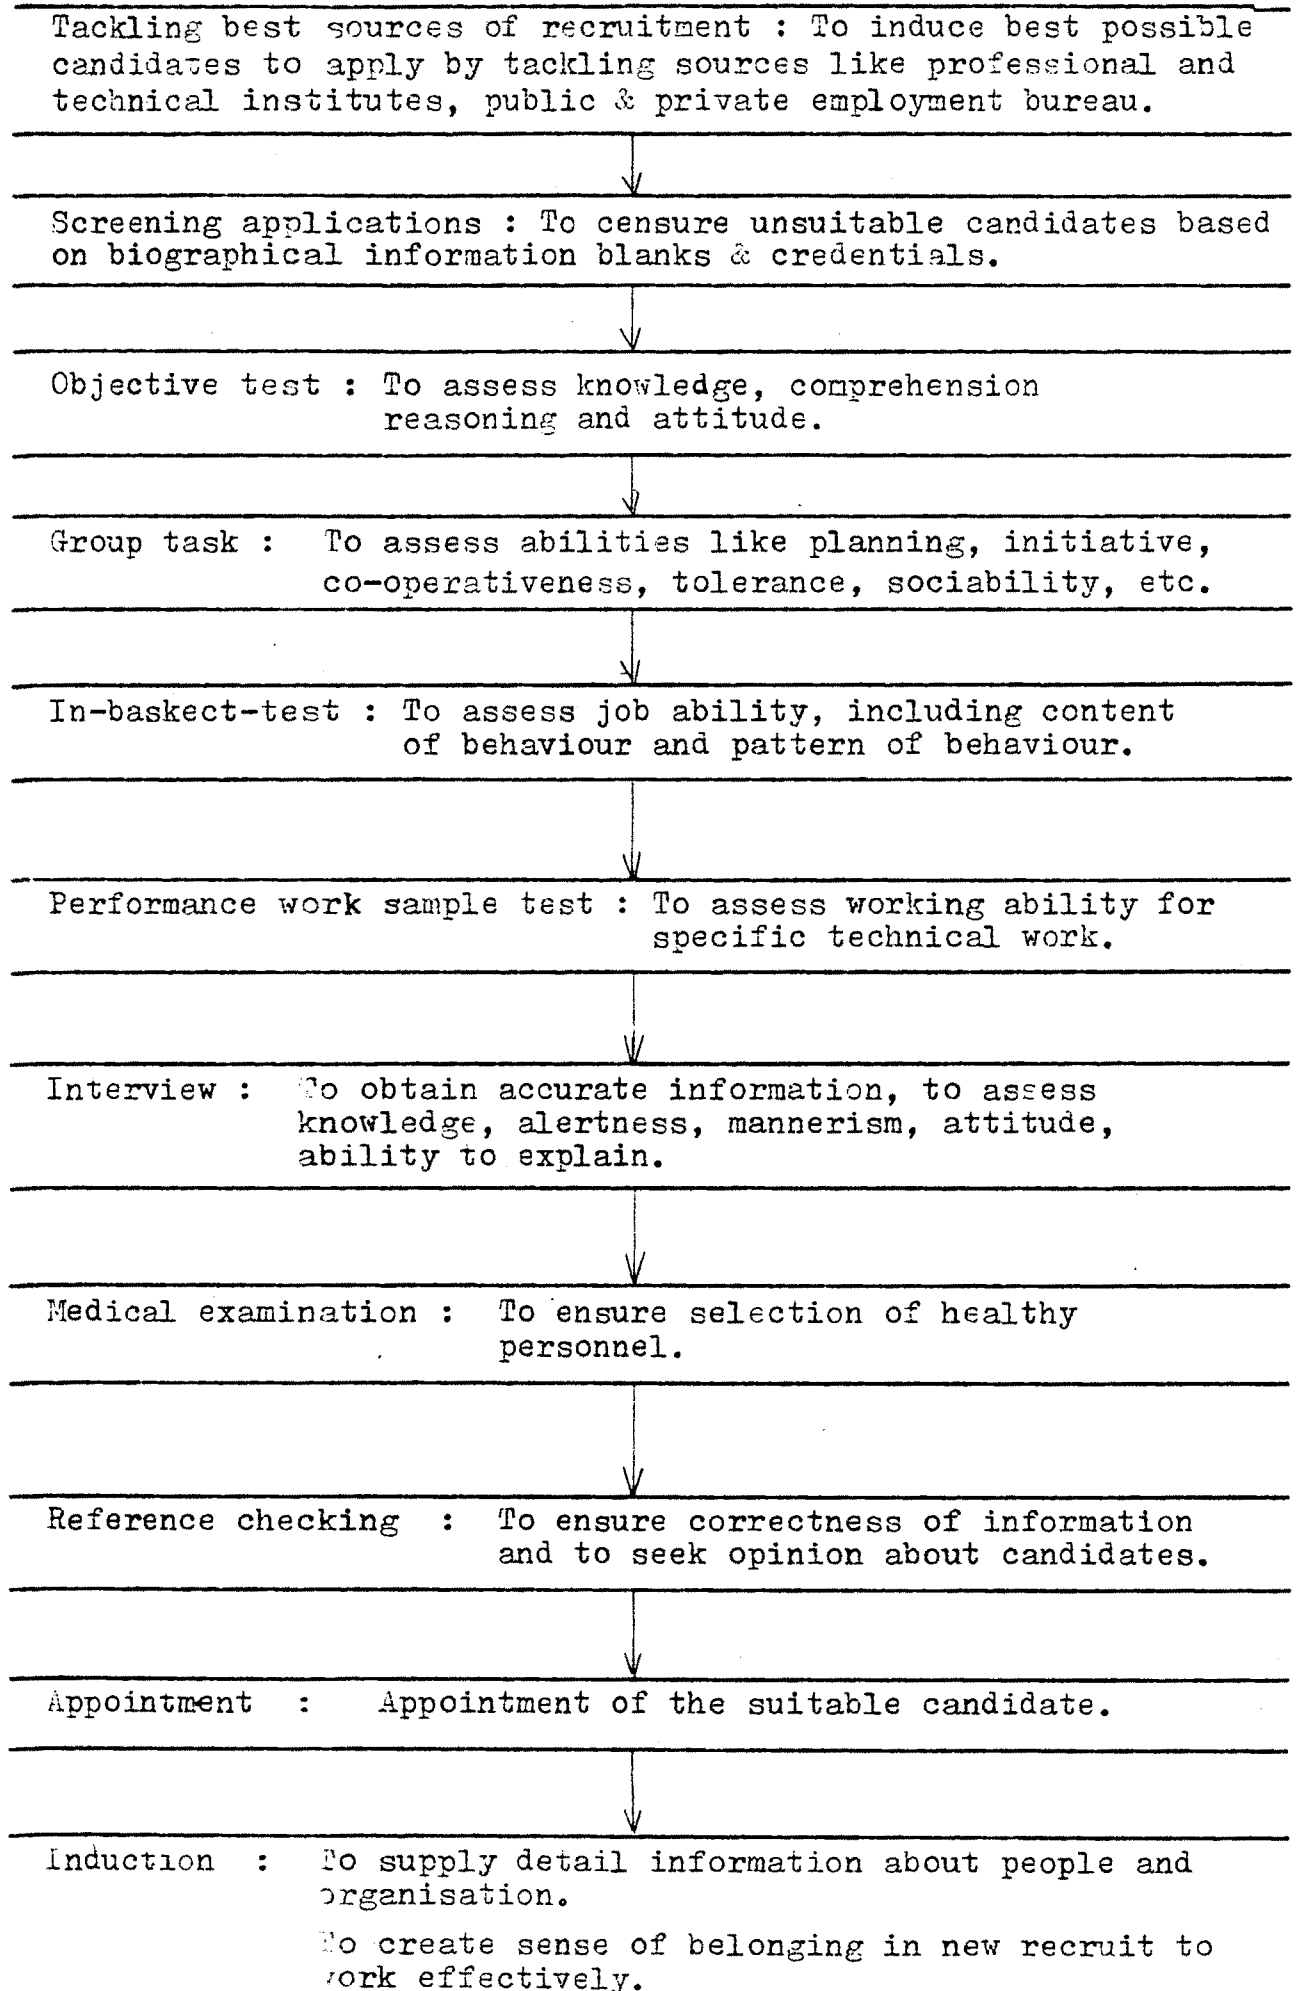 Tackling best sources of recruitment : To induce best possible
candidates to apply by tackling sources like professional and
technical institutes, public & private employment bureau.
Screening applications : To censure unsuitable candidates based
on biographical information blanks & credentials.
Objective test : To assess knowledge, comprehension
reasoning and attitude.
Group task : To assess abilities like planning, initiative,
co-operativeness, tolerance, sociability, etc.
In-baskect-test : To assess job ability, including content
of behaviour and pattern of behaviour.
Performance work sample test : To assess working ability for
specific technical work.
Interview : To obtain accurate information, to assess
knowledge, alertness, mannerism, attitude,
ability to explain.
Medical examination : To ensure selection of healthy
personnel.
Reference checking : To ensure correctness of information
and to seek opinion about candidates.
Appointment : Appointment of the suitable candidate.
Induction : To supply detail information about people and
organisation.
To create sense of belonging in new recruit to
work effectively.